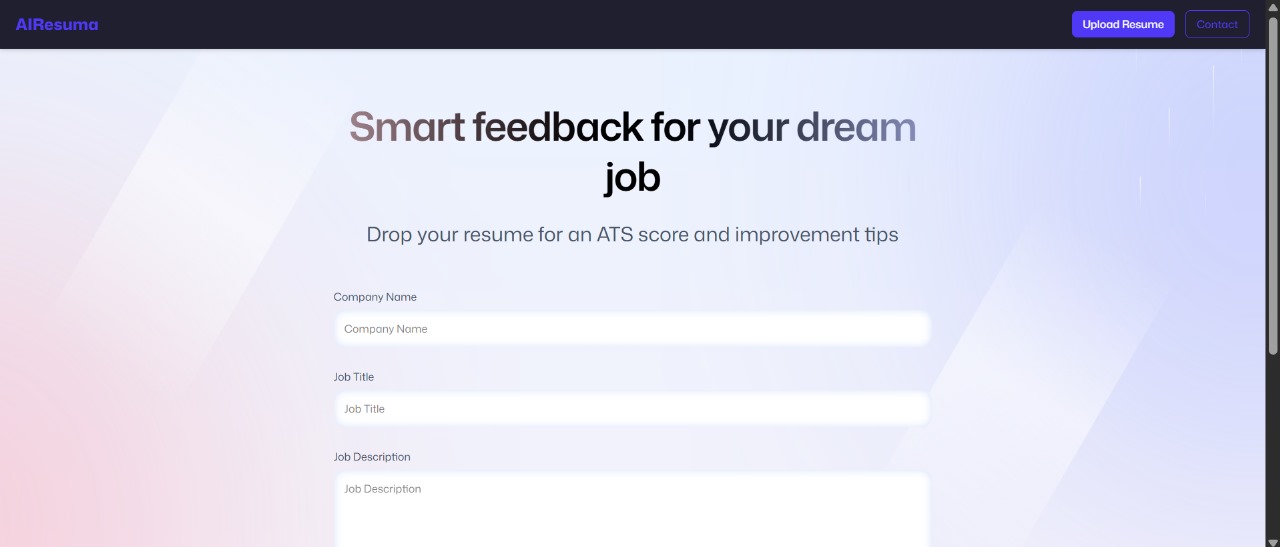 AIResuma
Upload Resume
Contact
Smart feedback for your dream
job
Drop your resume for an ATS score and improvement tips
Company Name
Company Name
Job Title
Job Title
Job Description
Job Description